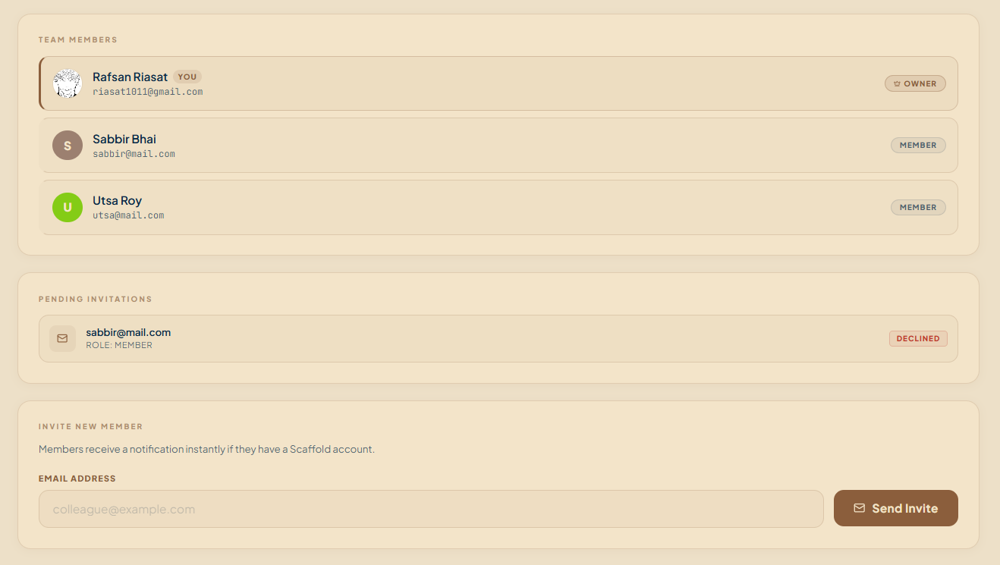 TEAM MEMBERS
Rafsan Riasat YOU
riasat1011@gmail.com
OWNER
S
Sabbir Bhai
sabbir@mail.com
MEMBER
U
Utsa Roy
utsa@mail.com
MEMBER
PENDING INVITATIONS
sabbir@mail.com
ROLE: MEMBER
DECLINED
INVITE NEW MEMBER
Members receive a notification instantly if they have a Scaffold account.
EMAIL ADDRESS
colleague@example.com
Send Invite